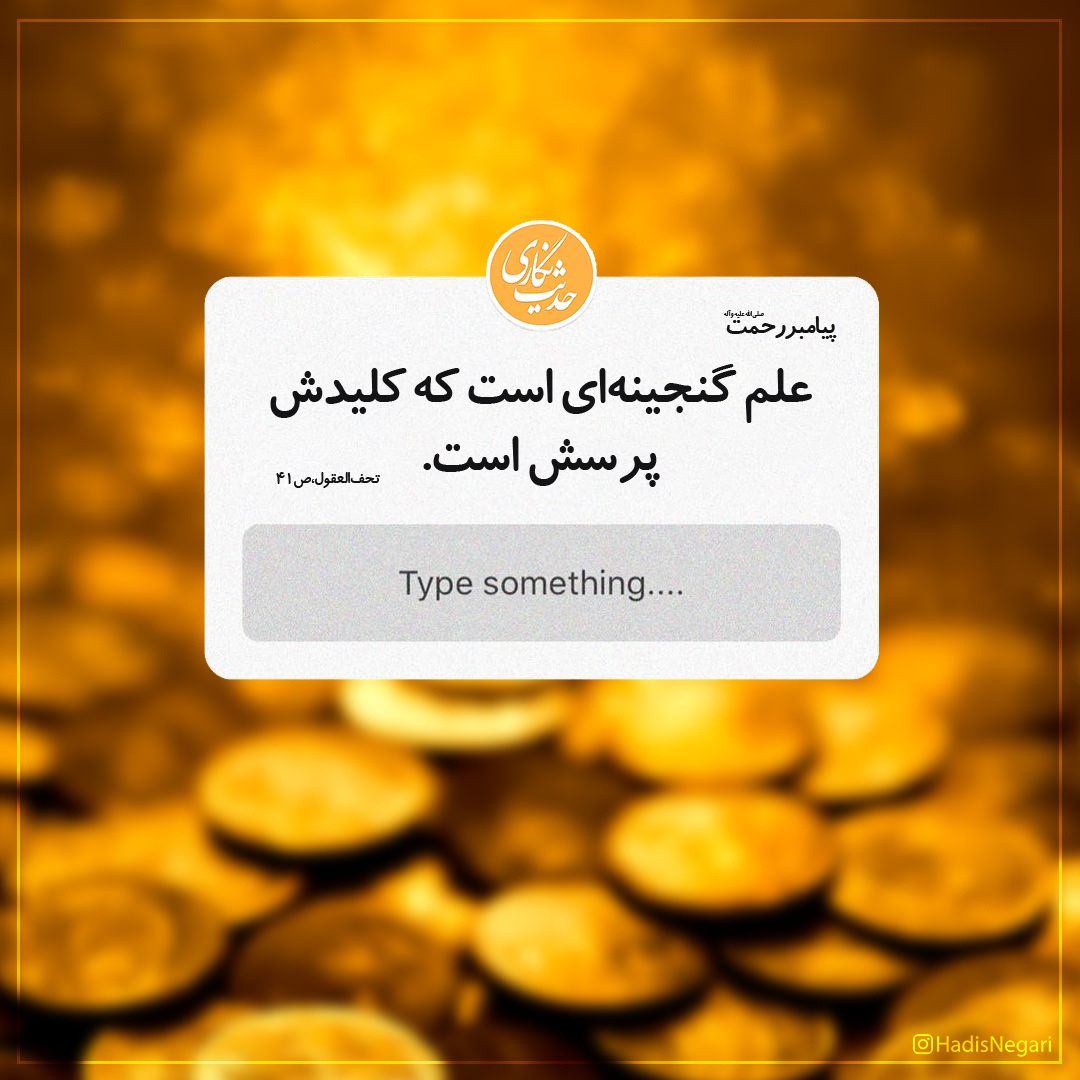 حدیث نگاری
پیامبر رحمت صلی‌الله‌علیه‌وآله
علم گنجینه‌ای است که کلیدش
پرسش است.
تحف‌العقول،ص۴۱
Type something....
HadisNegari